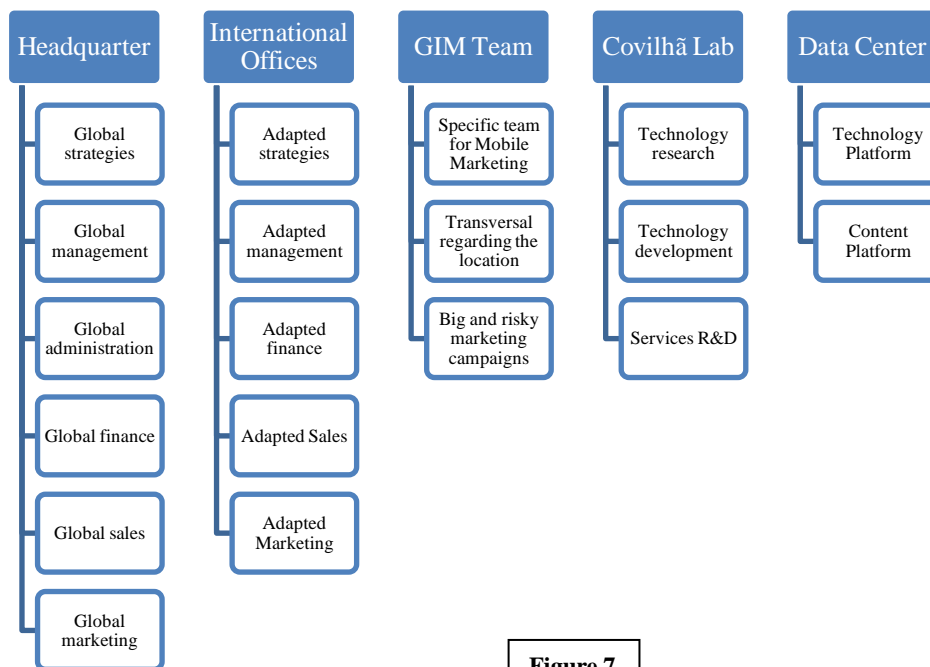 Headquarter
Global
strategies
Global
management
Global
administration
Global finance
Global sales
Global
marketing
International
Offices
Adapted
strategies
Adapted
management
Adapted
finance
Adapted Sales
Adapted
Marketing
GIM Team
Specific team
for Mobile
Marketing
Transversal
regarding the
location
Big and risky
marketing
campaigns
Covilhã Lab
Technology
research
Technology
development
Services R&D
Data Center
Technology
Platform
Content
Platform
Figure 7